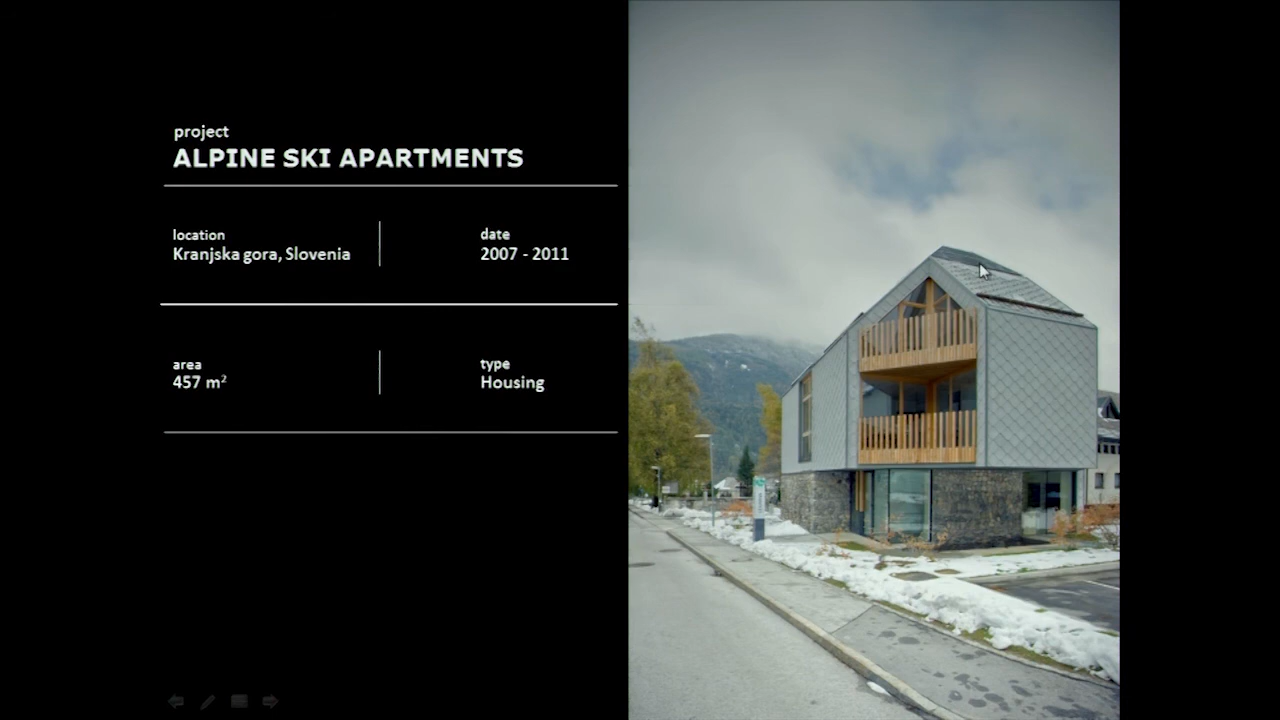 project
ALPINE SKI APARTMENTS
location
Kranjska gora, Slovenia
date
2007 - 2011
area
457 m²
type
Housing